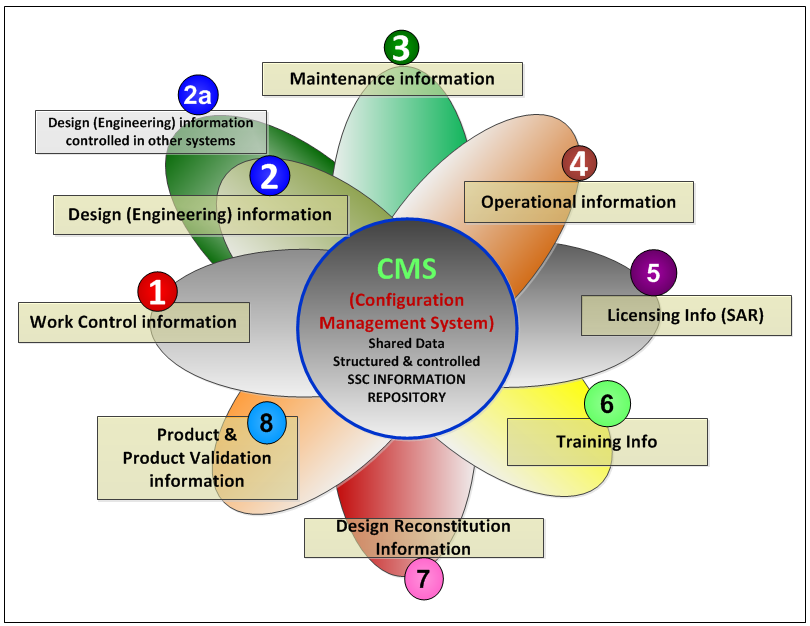 3
Maintenance information
2a
Design (Engineering) information
controlled in other systems
2
Design (Engineering) information
4
Operational information
1
Work Control information
CMS
(Configuration
Management System)
Shared Data
Structured & controlled
SSC INFORMATION
REPOSITORY
5
Licensing Info (SAR)
8
Product &
Product Validation
information
6
Training Info
Design Reconstitution
Information
7